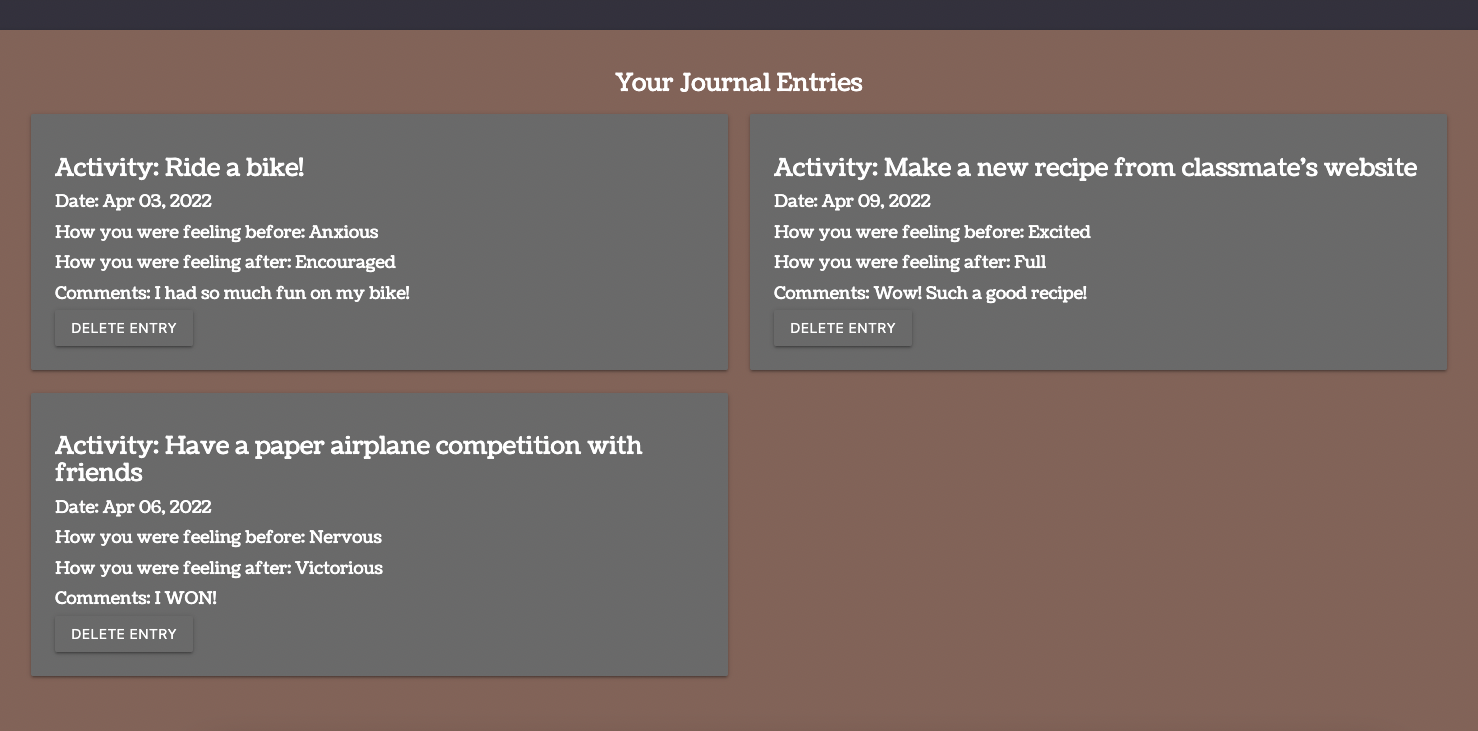 Your Journal Entries
Activity: Ride a bike!
Date: Apr 03, 2022
How you were feeling before: Anxious
How you were feeling after: Encouraged
Comments: I had so much fun on my bike!
DELETE ENTRY
Activity: Make a new recipe from classmate's website
Date: Apr 09, 2022
How you were feeling before: Excited
How you were feeling after: Full
Comments: Wow! Such a good recipe!
DELETE ENTRY
Activity: Have a paper airplane competition with
friends
Date: Apr 06, 2022
How you were feeling before: Nervous
How you were feeling after: Victorious
Comments: I WON!
DELETE ENTRY